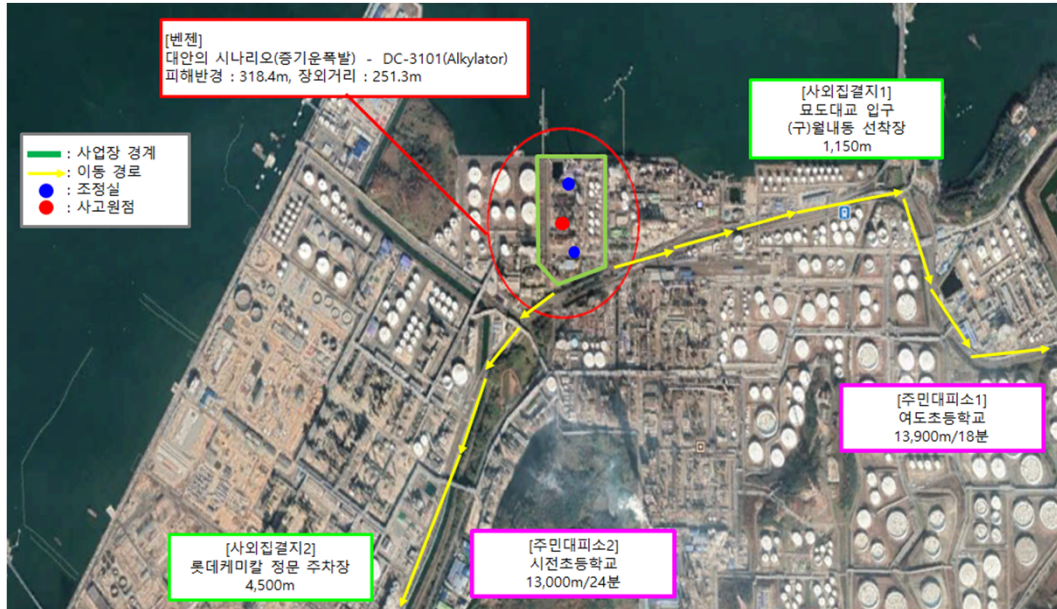 [벤젠]
대안의 시나리오(증기운폭발) - DC-3101(Alkylator)
피해반경 : 318.4m, 장외거리 : 251.3m
[사외집결지1]
묘도대교 입구
(구)월내동 선착장
1,150m
: 사업장 경계
: 이동 경로
: 조정실
: 사고원점
[주민대피소1]
여도초등학교
13,900m/18분
[사외집결지2]
롯데케미칼 정문 주차장
4,500m
[주민대피소2]
시전초등학교
13,000m/24분